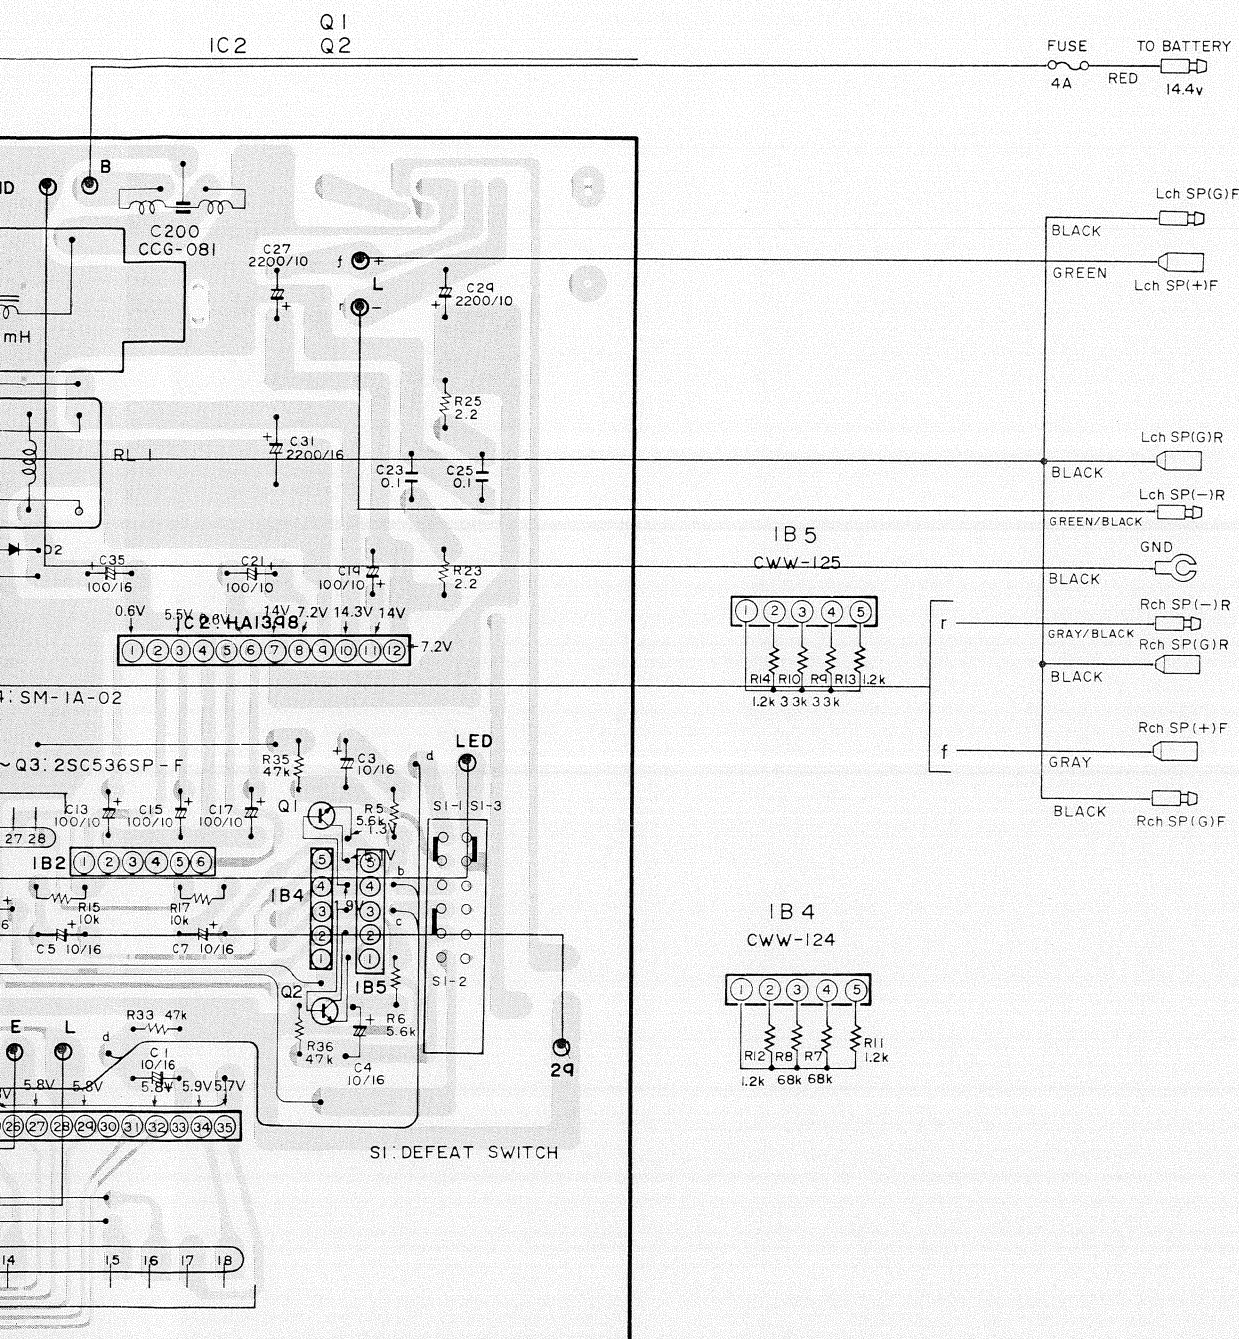 Q1
IC2 Q2
FUSE TO BATTERY
4A RED 14.4v
B
C200
CCG-081
C27
2200/10
f +
L
r -
C29
2200/10
mH
Lch SP(G)F
BLACK
GREEN
Lch SP(+)F
R25
2.2
C31
2200/16
RL 1
C23
0.1
C25
0.1
Lch SP(G)R
BLACK
Lch SP(-)R
GREEN/BLACK
GND
BLACK
D2
C35
100/16
C21
100/10
C19
100/10
R23
2.2
IB5
CWW-125
1 2 3 4 5
R14 R10 R9 R13 1.2k
1.2k 33k 33k
Rch SP(-)R
r
GRAY/BLACK
Rch SP(G)R
BLACK
Rch SP(+)F
f
GRAY
BLACK
Rch SP(G)F
0.6V 5.5V 14V 7.2V 14.3V 14V
IC2:HA1398
1 2 3 4 5 6 7 8 9 10 11 12 7.2V
4:SM-1A-02
~Q3:2SC536SP-F
R35
47k
C3
10/16
d
LED
Q1
R5
5.6k
1.3V
S1-1 S1-3
C13
100/10
C15
100/10
C17
100/10
27 28
IB2 1 2 3 4 5 6
IB4
5 4 3 2 1
5 4 3 2 1
IB5
b
c
R15
10k
R17
10k
C5 10/16
C7 10/16
S1-2
Q2
R6
5.6k
R36
47k
C4
10/16
29
IB4
CWW-124
1 2 3 4 5
R12 R8 R7 R11
1.2k
1.2k 68k 68k
E L
R33 47k
d
C1
10/16
5.8V 5.8V 5.8V 5.9V 5.7V
26 27 28 29 30 31 32 33 34 35
S1:DEFEAT SWITCH
14 15 16 17 18